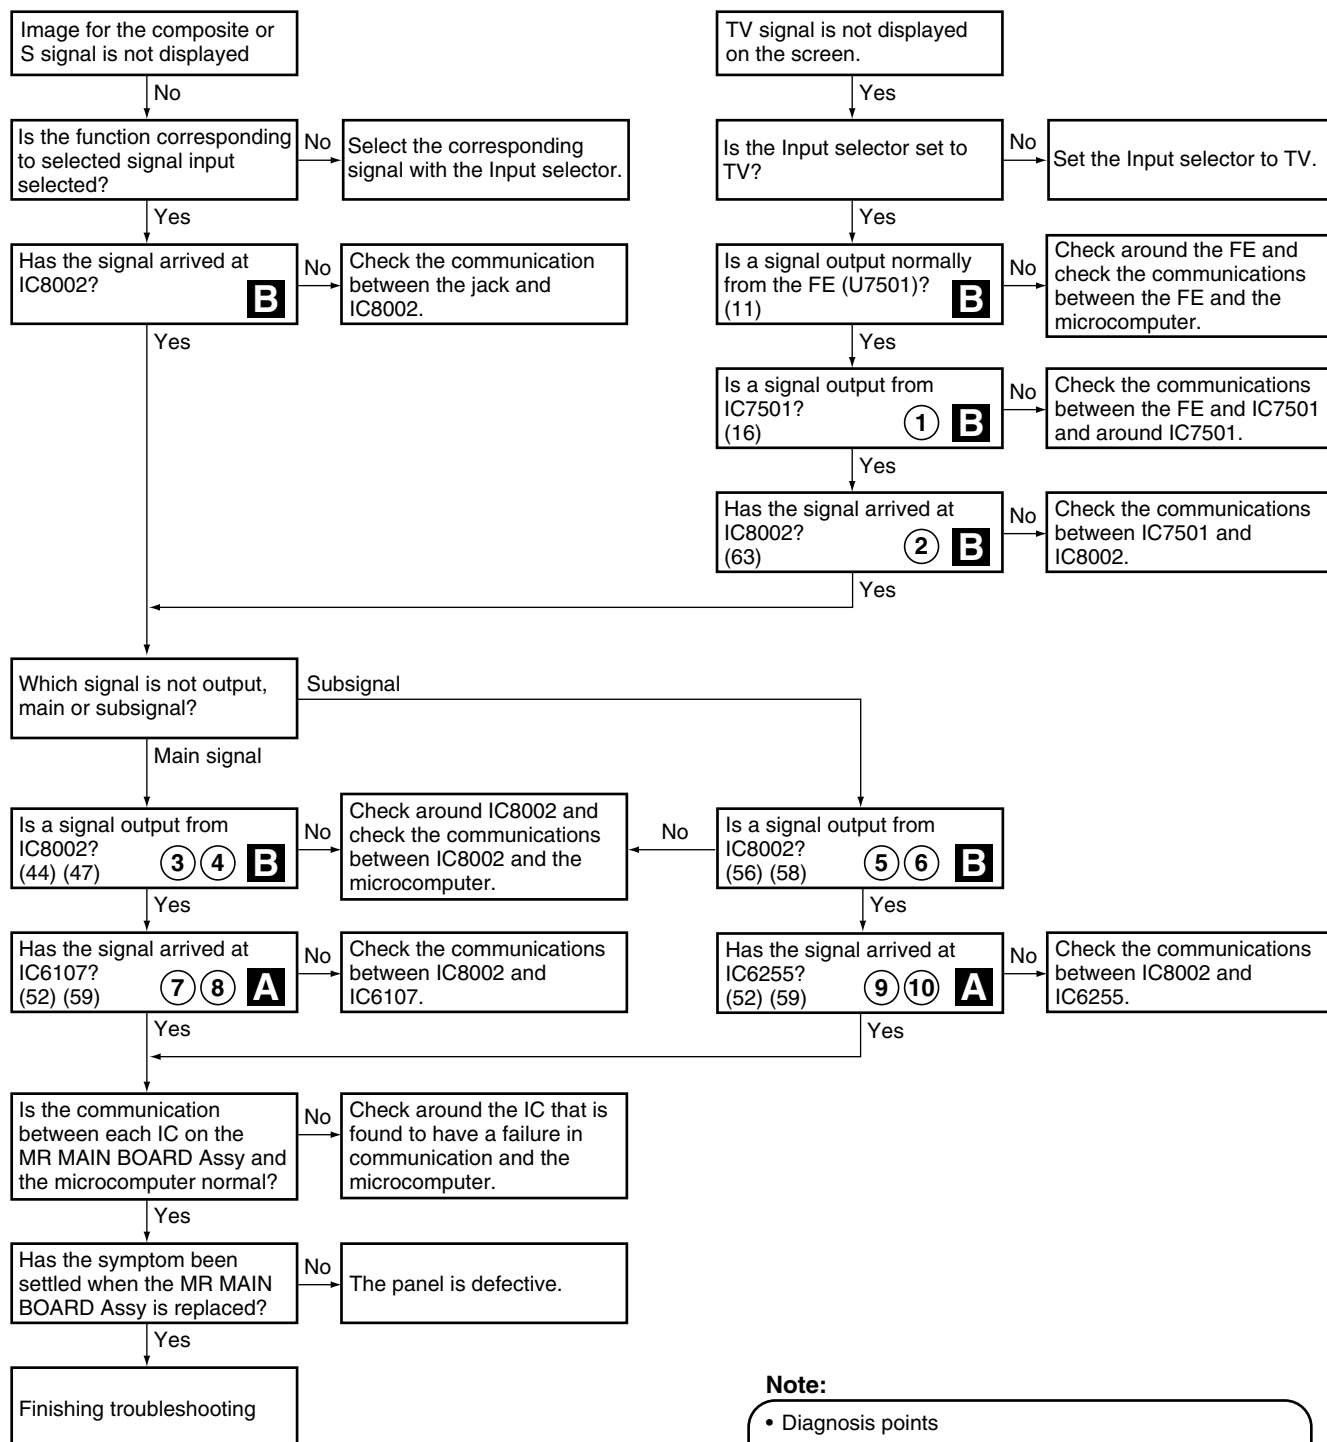 Image for the composite or
S signal is not displayed
No
Is the function corresponding
to selected signal input
selected?
No
Select the corresponding
signal with the Input selector.
Yes
Has the signal arrived at
IC8002?
B
No
Check the communication
between the jack and
IC8002.
Yes
TV signal is not displayed
on the screen.
Yes
Is the Input selector set to
TV?
No
Set the Input selector to TV.
Yes
Is a signal output normally
from the FE (U7501)?
(11)
B
No
Check around the FE and
check the communications
between the FE and the
microcomputer.
Yes
Is a signal output from
IC7501?
(16)
1 B
No
Check the communications
between the FE and IC7501
and around IC7501.
Yes
Has the signal arrived at
IC8002?
(63)
2 B
No
Check the communications
between IC7501 and
IC8002.
Yes
Which signal is not output,
main or subsignal?
Subsignal
Main signal
Is a signal output from
IC8002?
(44) (47)
3 4 B
No
Check around IC8002 and
check the communications
between IC8002 and the
microcomputer.
No
Is a signal output from
IC8002?
(56) (58)
5 6 B
Yes
Has the signal arrived at
IC6107?
(52) (59)
7 8 A
No
Check the communications
between IC8002 and
IC6107.
Yes
Yes
Has the signal arrived at
IC6255?
(52) (59)
9 10 A
No
Check the communications
between IC8002 and
IC6255.
Yes
Is the communication
between each IC on the
MR MAIN BOARD Assy and
the microcomputer normal?
No
Check around the IC that is
found to have a failure in
communication and the
microcomputer.
Yes
Has the symptom been
settled when the MR MAIN
BOARD Assy is replaced?
No
The panel is defective.
Yes
Finishing troubleshooting
Note:
• Diagnosis points